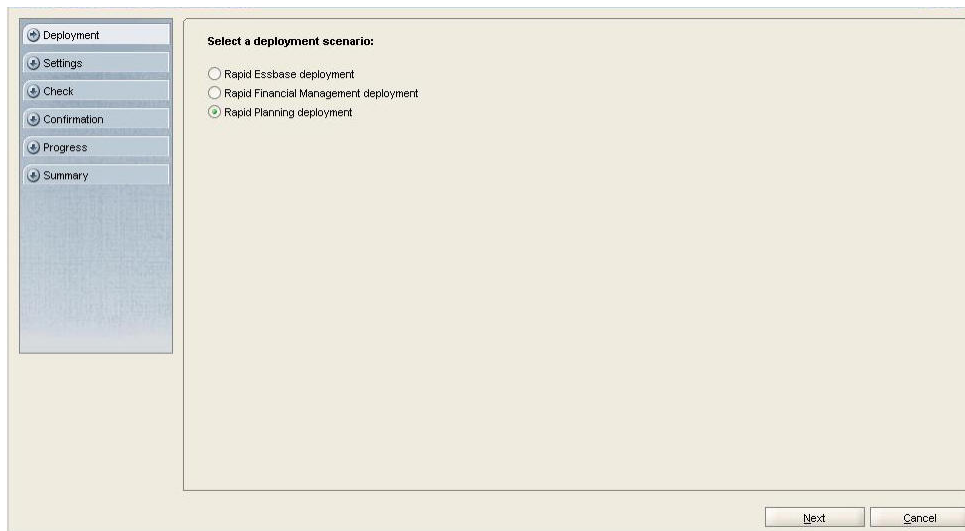 Deployment
Settings
Check
Confirmation
Progress
Summary
Select a deployment scenario:
Rapid Essbase deployment
Rapid Financial Management deployment
Rapid Planning deployment
Next
Cancel